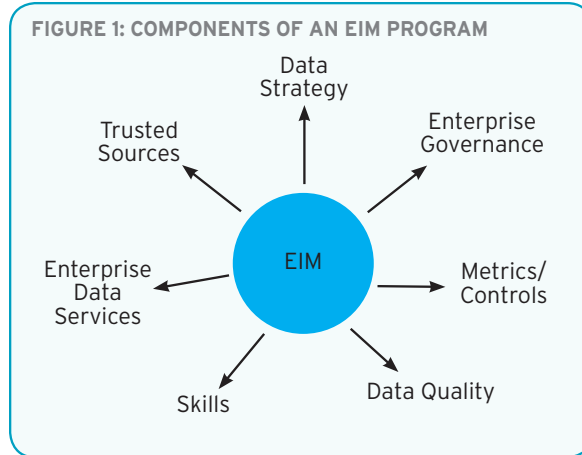 FIGURE 1: COMPONENTS OF AN EIM PROGRAM
Data
Strategy
Enterprise
Governance
Metrics/
Controls
Data Quality
Skills
Enterprise
Data
Services
Trusted
Sources
EIM